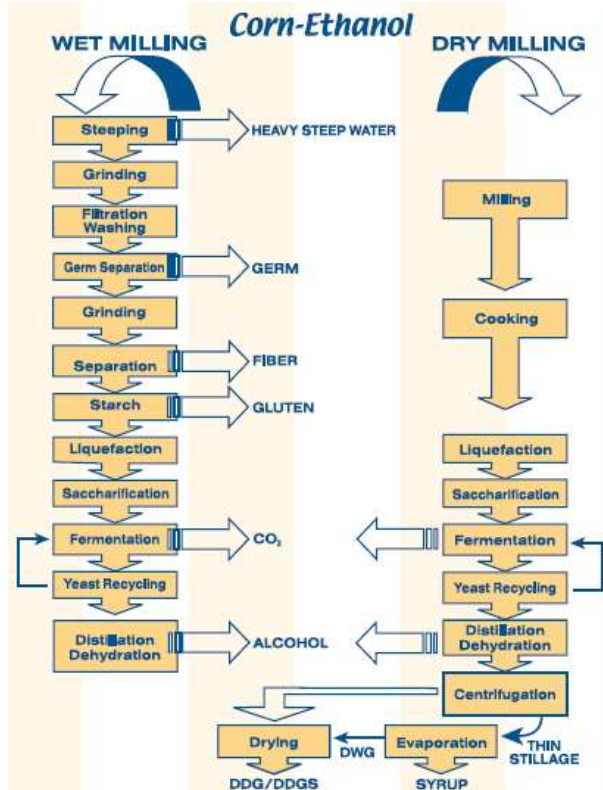 Corn-Ethanol
WET MILLING
DRY MILLING
Steeping
HEAVY STEEP WATER
Grinding
Filtration
Washing
Germ Separation
GERM
Grinding
Separation
FIBER
Starch
GLUTEN
Liquefaction
Saccharification
Fermentation
CO₂
Yeast Recycling
Distillation
Dehydration
ALCOHOL
Milling
Cooking
Liquefaction
Saccharification
Fermentation
Yeast Recycling
Distillation
Dehydration
Centrifugation
THIN
STILLAGE
Evaporation
DWG
Drying
DDG/DDGS
SYRUP